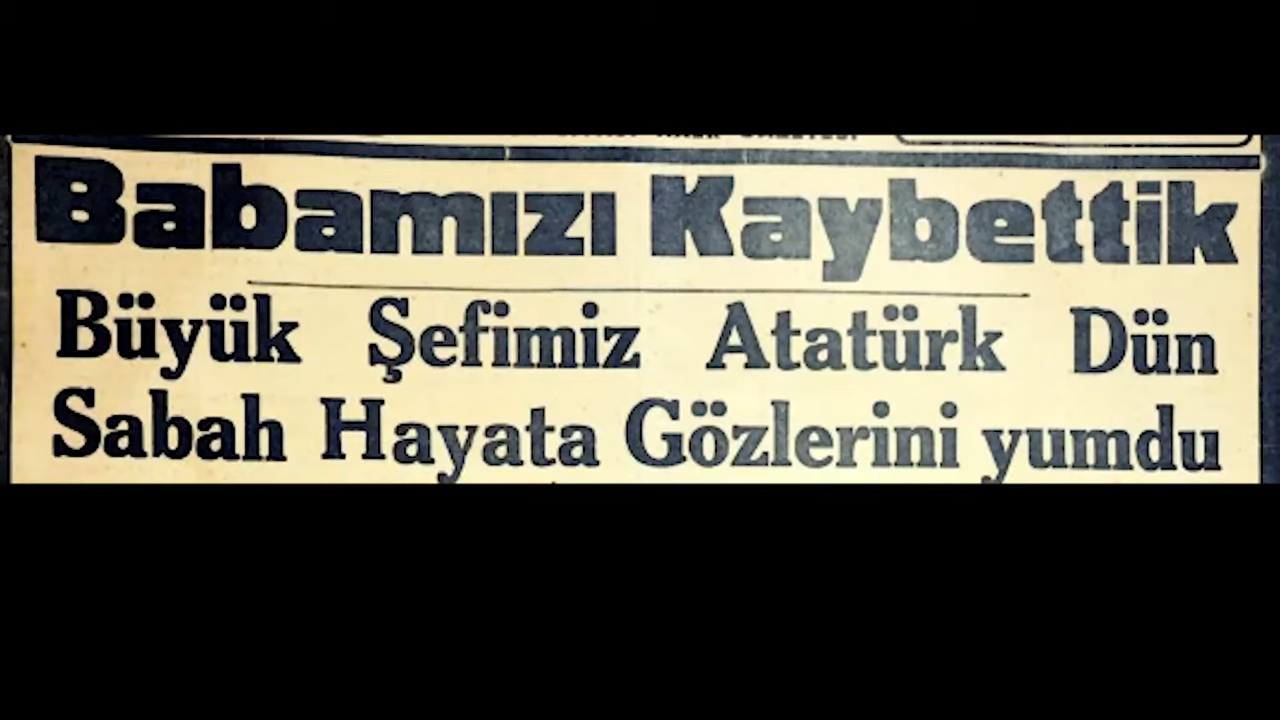 Babamızı Kaybettik
Büyük Şefimiz Atatürk Dün
Sabah Hayata Gözlerini yumdu